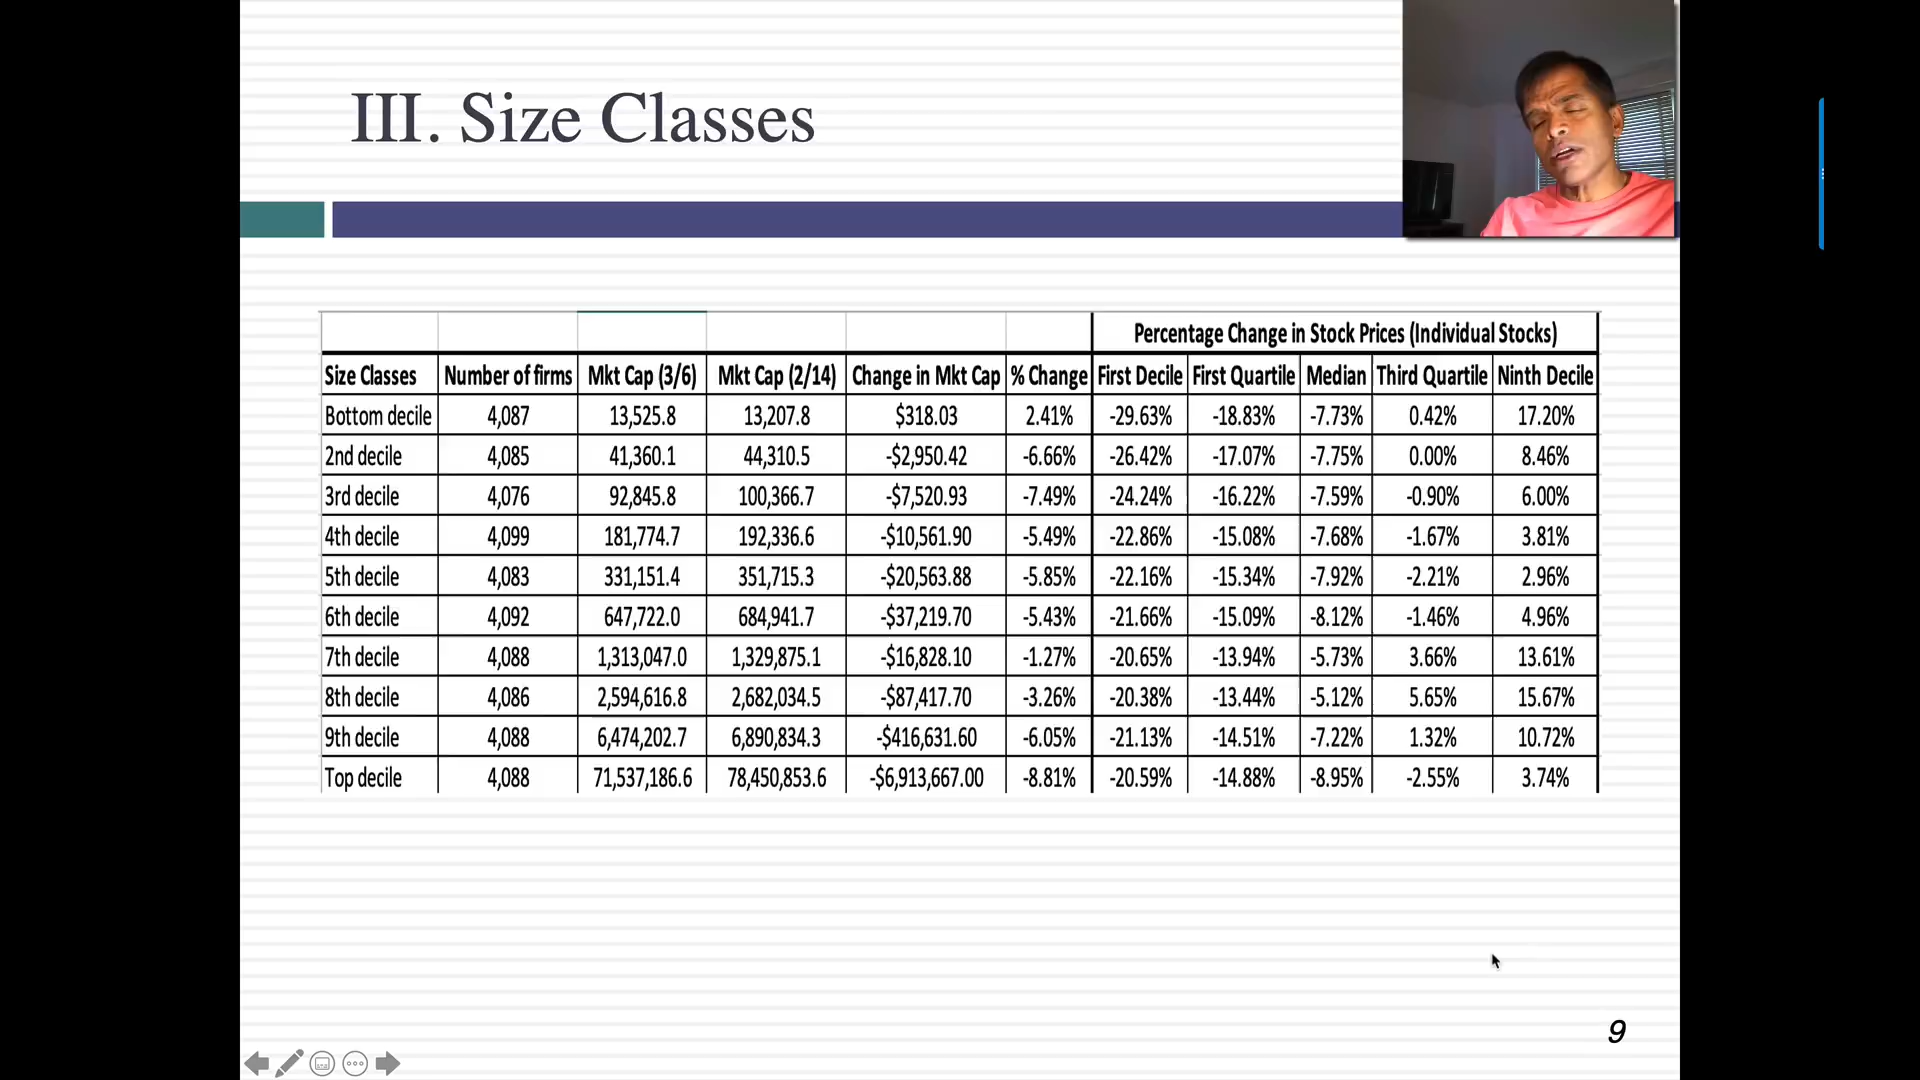 III. Size Classes
Percentage Change in Stock Prices (Individual Stocks)
Size Classes Number of firms Mkt Cap (3/6) Mkt Cap (2/14) Change in Mkt Cap % Change First Decile First Quartile Median Third Quartile Ninth Decile
Bottom decile 4,087 13,525.8 13,207.8 $318.03 2.41% -29.63% -18.83% -7.73% 0.42% 17.20%
2nd decile 4,085 41,360.1 44,310.5 -$2,950.42 -6.66% -26.42% -17.07% -7.75% 0.00% 8.46%
3rd decile 4,076 92,845.8 100,366.7 -$7,520.93 -7.49% -24.24% -16.22% -7.59% -0.90% 6.00%
4th decile 4,099 181,774.7 192,336.6 -$10,561.90 -5.49% -22.86% -15.08% -7.68% -1.67% 3.81%
5th decile 4,083 331,151.4 351,715.3 -$20,563.88 -5.85% -22.16% -15.34% -7.92% -2.21% 2.96%
6th decile 4,092 647,722.0 684,941.7 -$37,219.70 -5.43% -21.66% -15.09% -8.12% -1.46% 4.96%
7th decile 4,088 1,313,047.0 1,329,875.1 -$16,828.10 -1.27% -20.65% -13.94% -5.73% 3.66% 13.61%
8th decile 4,086 2,594,616.8 2,682,034.5 -$87,417.70 -3.26% -20.38% -13.44% -5.12% 5.65% 15.67%
9th decile 4,088 6,474,202.7 6,890,834.3 -$416,631.60 -6.05% -21.13% -14.51% -7.22% 1.32% 10.72%
Top decile 4,088 71,537,186.6 78,450,853.6 -$6,913,667.00 -8.81% -20.59% -14.88% -8.95% -2.55% 3.74%
9